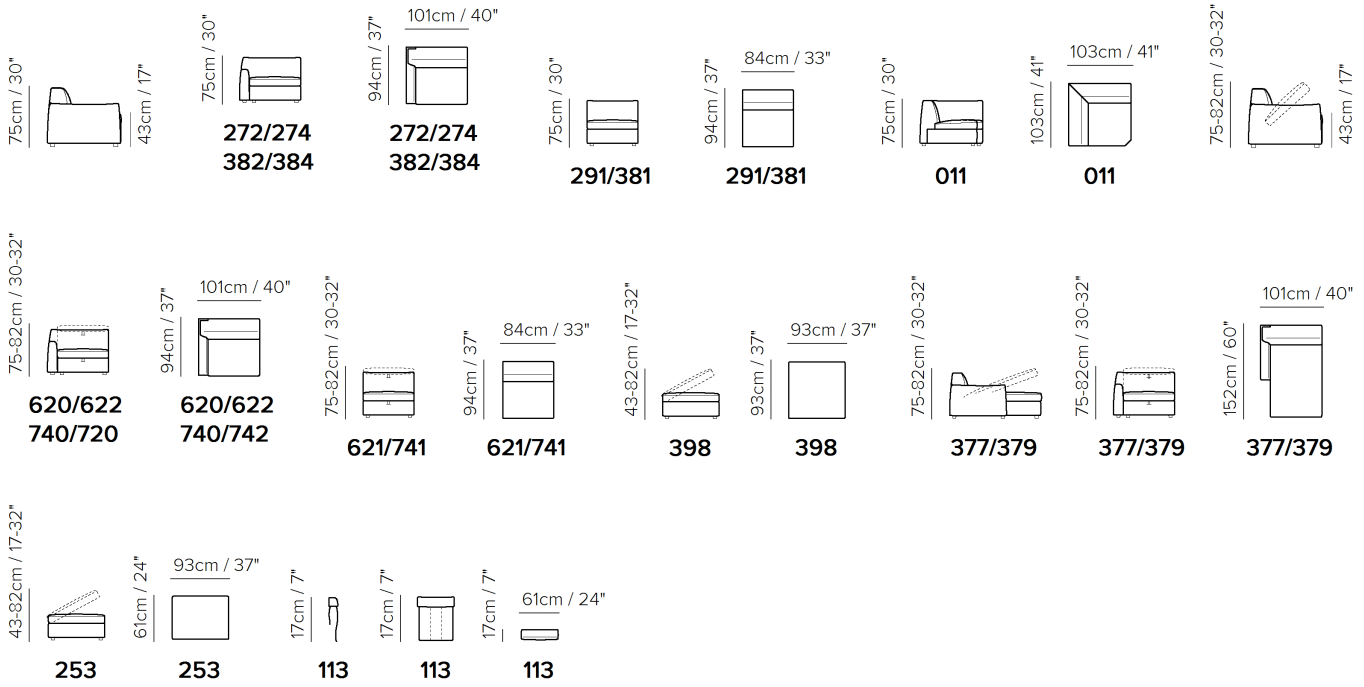 75cm / 30"
43cm / 17"
75cm / 30"
272/274
382/384
94cm / 37"
101cm / 40"
272/274
382/384
75cm / 30"
291/381
94cm / 37"
84cm / 33"
291/381
75cm / 30"
011
103cm / 41"
103cm / 41"
011
75-82cm / 30-32"
43cm / 17"
75-82cm / 30-32"
620/622
740/720
94cm / 37"
101cm / 40"
620/622
740/742
75-82cm / 30-32"
621/741
94cm / 37"
84cm / 33"
621/741
43-82cm / 17-32"
398
93cm / 37"
93cm / 37"
398
75-82cm / 30-32"
377/379
75-82cm / 30-32"
377/379
152cm / 60"
101cm / 40"
377/379
43-82cm / 17-32"
253
61cm / 24"
93cm / 37"
253
17cm / 7"
113
17cm / 7"
113
17cm / 7"
61cm / 24"
113